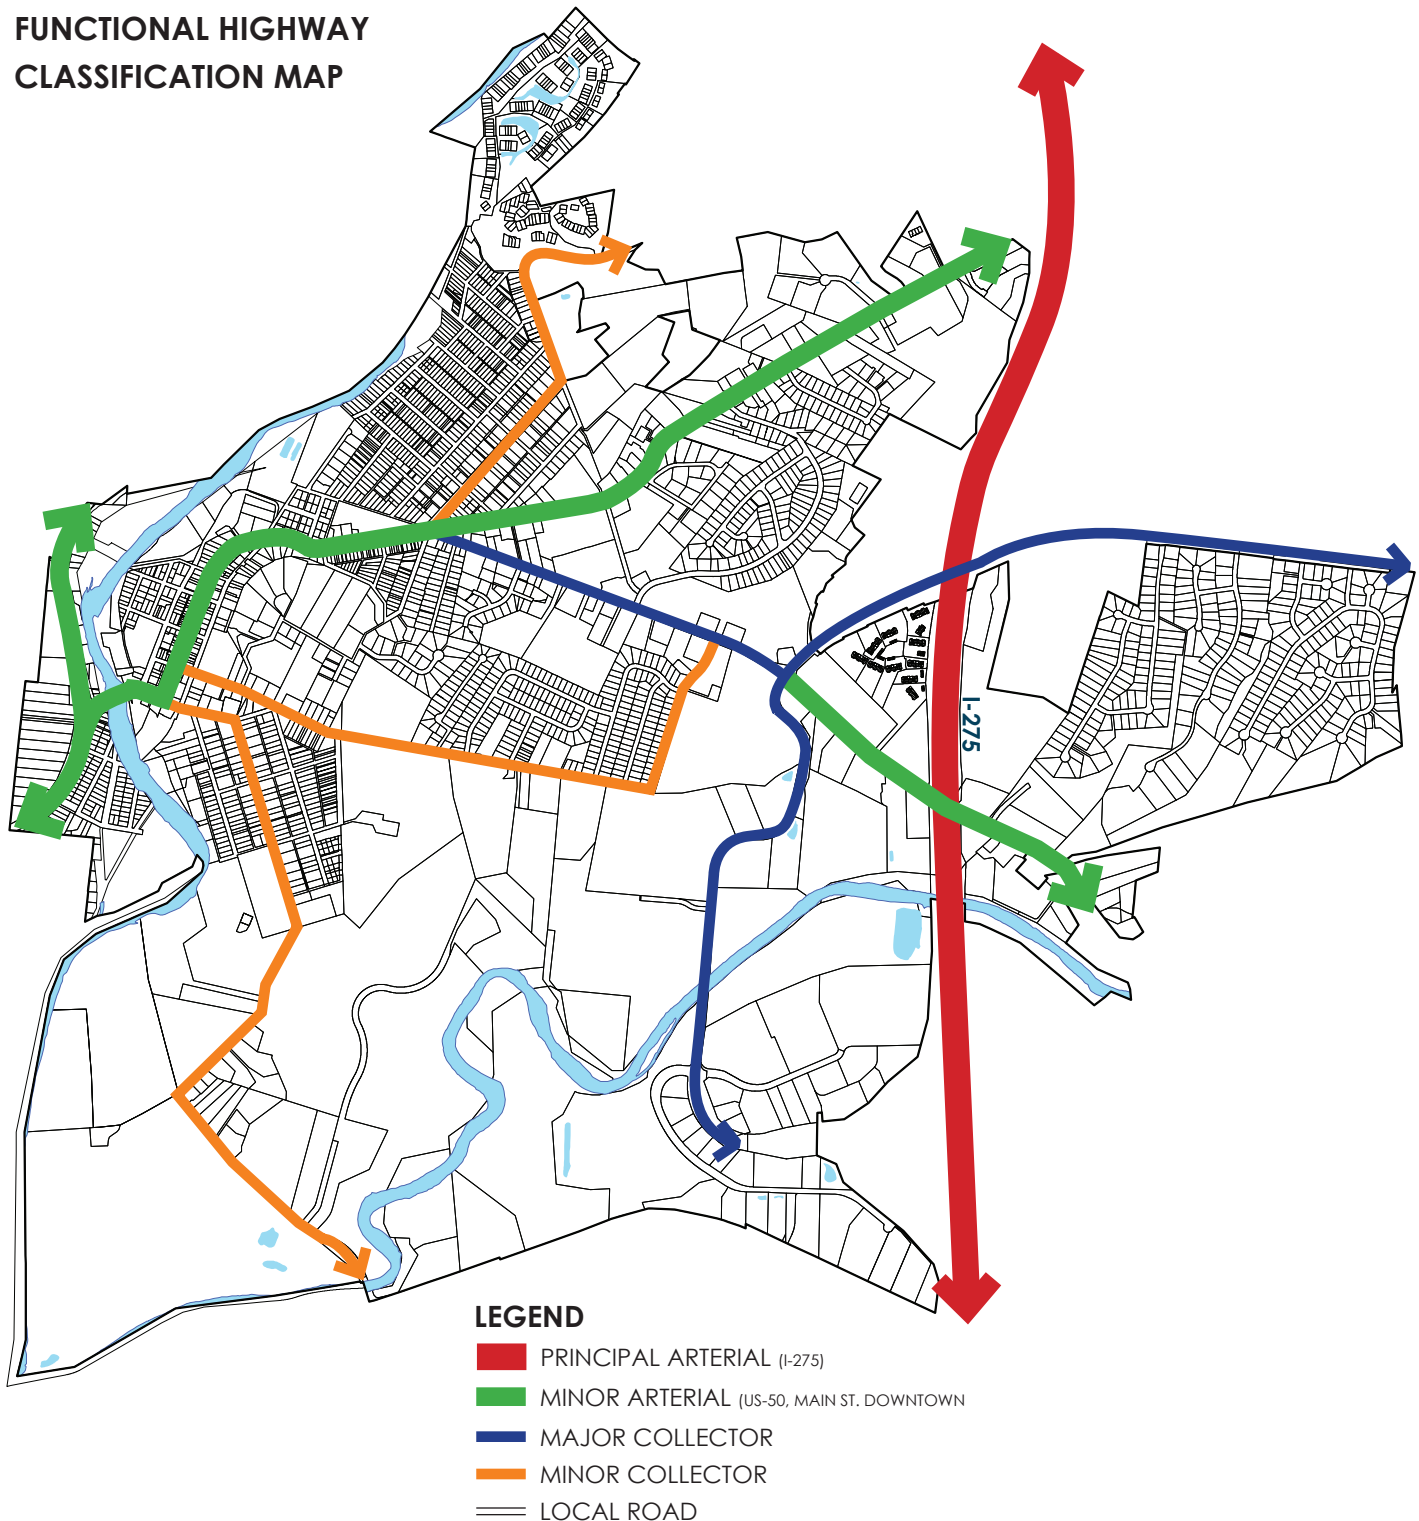 FUNCTIONAL HIGHWAY
CLASSIFICATION MAP
I-275
LEGEND
PRINCIPAL ARTERIAL (I-275)
MINOR ARTERIAL (US-50, MAIN ST. DOWNTOWN
MAJOR COLLECTOR
MINOR COLLECTOR
LOCAL ROAD